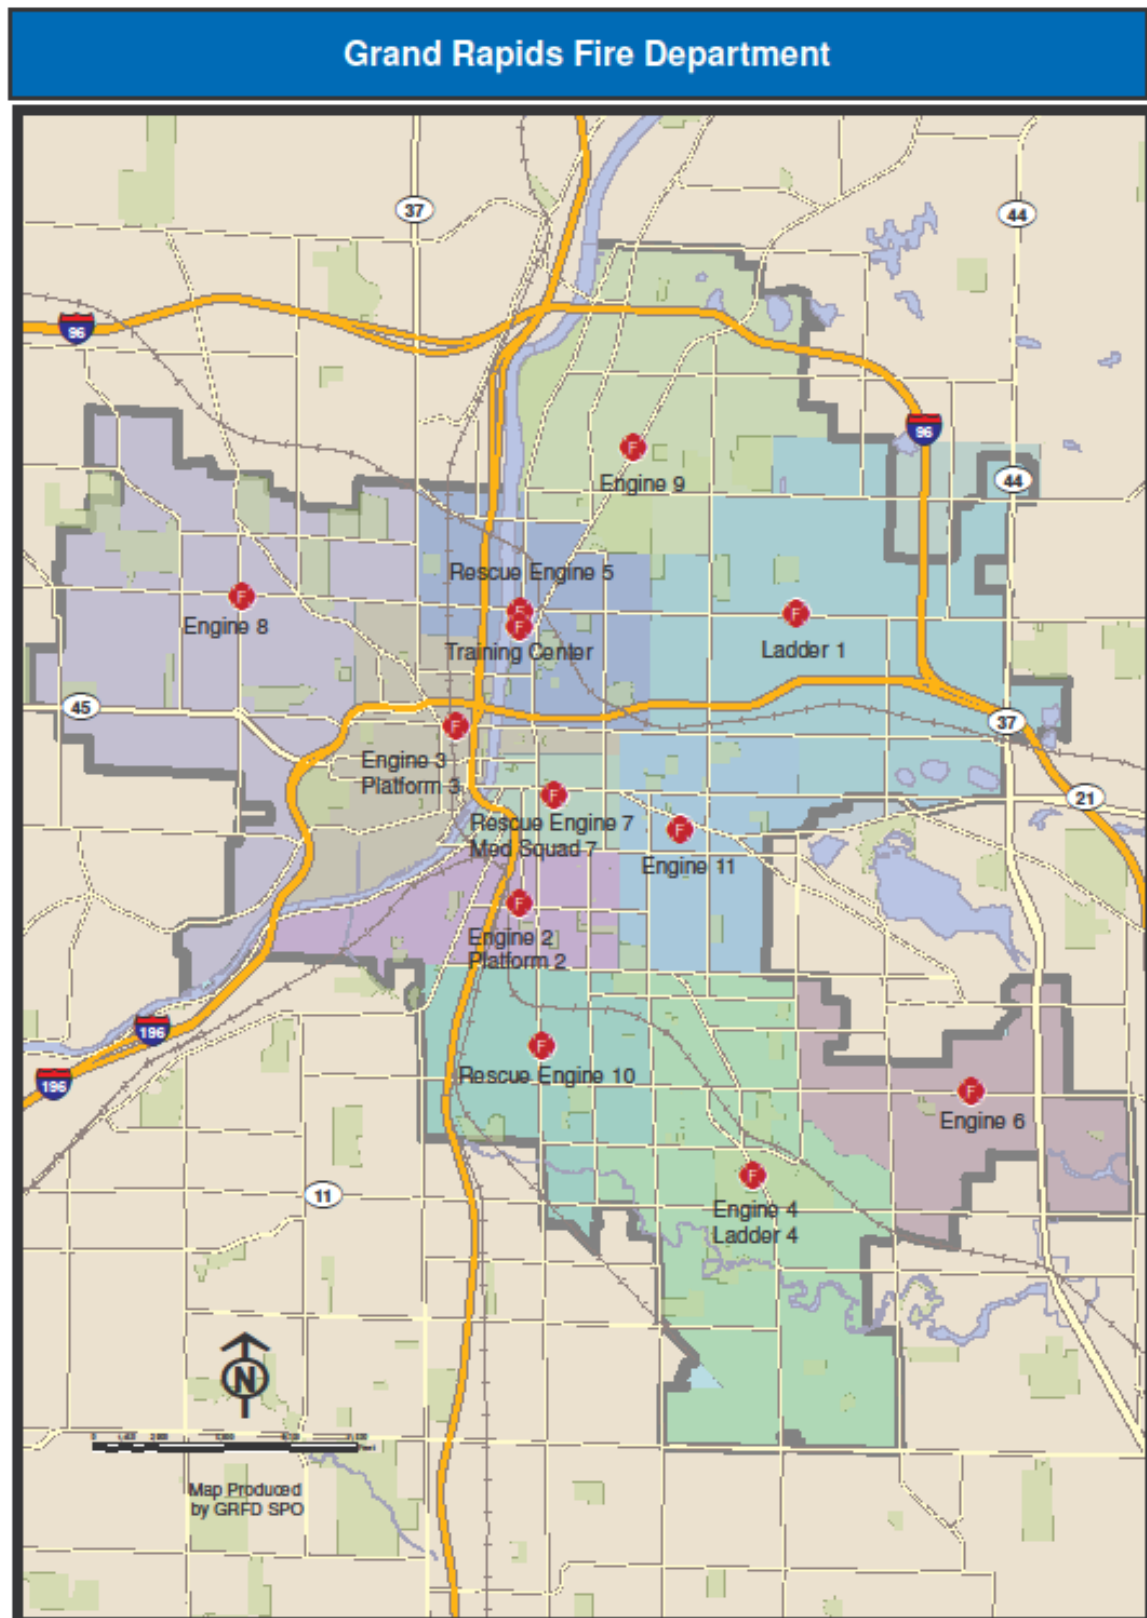 Grand Rapids Fire Department
37
44
96
96
Engine 9
44
Rescue Engine 5
F
F
F
F
F
Engine 8
Training Center
Ladder 1
45
F
37
Engine 3
Platform 3
F
21
Rescue Engine 7
Med Squad 7
F
Engine 11
F
Engine 2
Platform 2
196
F
Rescue Engine 10
196
F
Engine 6
11
F
Engine 4
Ladder 4
N
Map Produced
by GRFD SPO